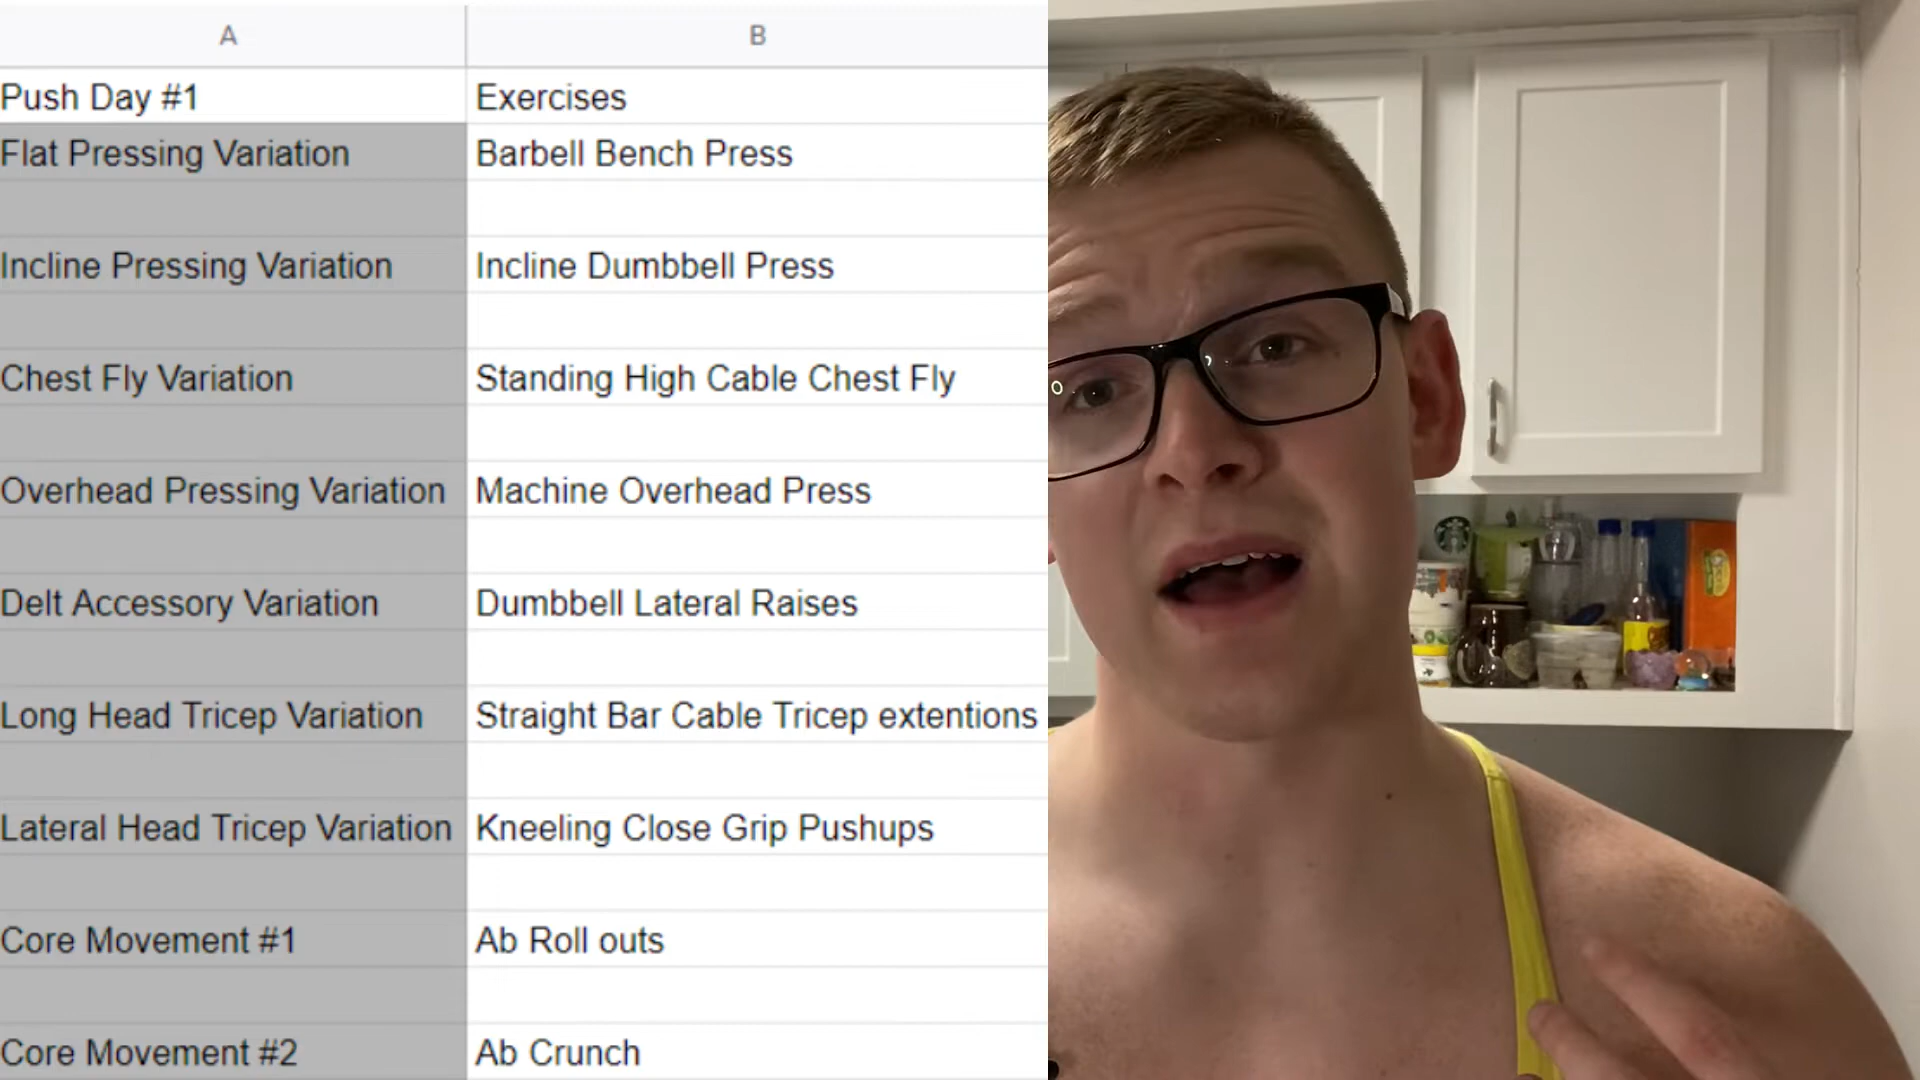 A B
Push Day #1 Exercises
Flat Pressing Variation Barbell Bench Press
Incline Pressing Variation Incline Dumbbell Press
Chest Fly Variation Standing High Cable Chest Fly
Overhead Pressing Variation Machine Overhead Press
Delt Accessory Variation Dumbbell Lateral Raises
Long Head Tricep Variation Straight Bar Cable Tricep extentions
Lateral Head Tricep Variation Kneeling Close Grip Pushups
Core Movement #1 Ab Roll outs
Core Movement #2 Ab Crunch